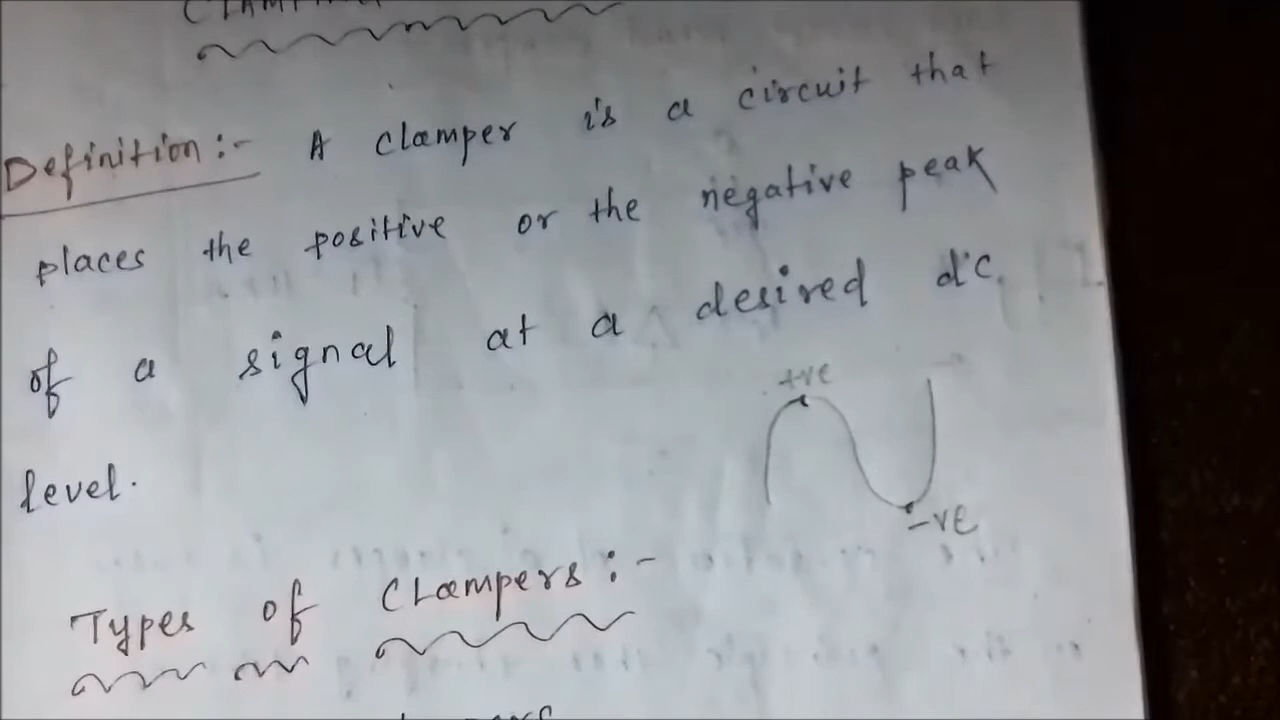 Definition:- A Clamper is a circuit that
places the positive or the negative peak
of a signal at a desired dc
level.
+ve
-ve
Types of Clampers:-